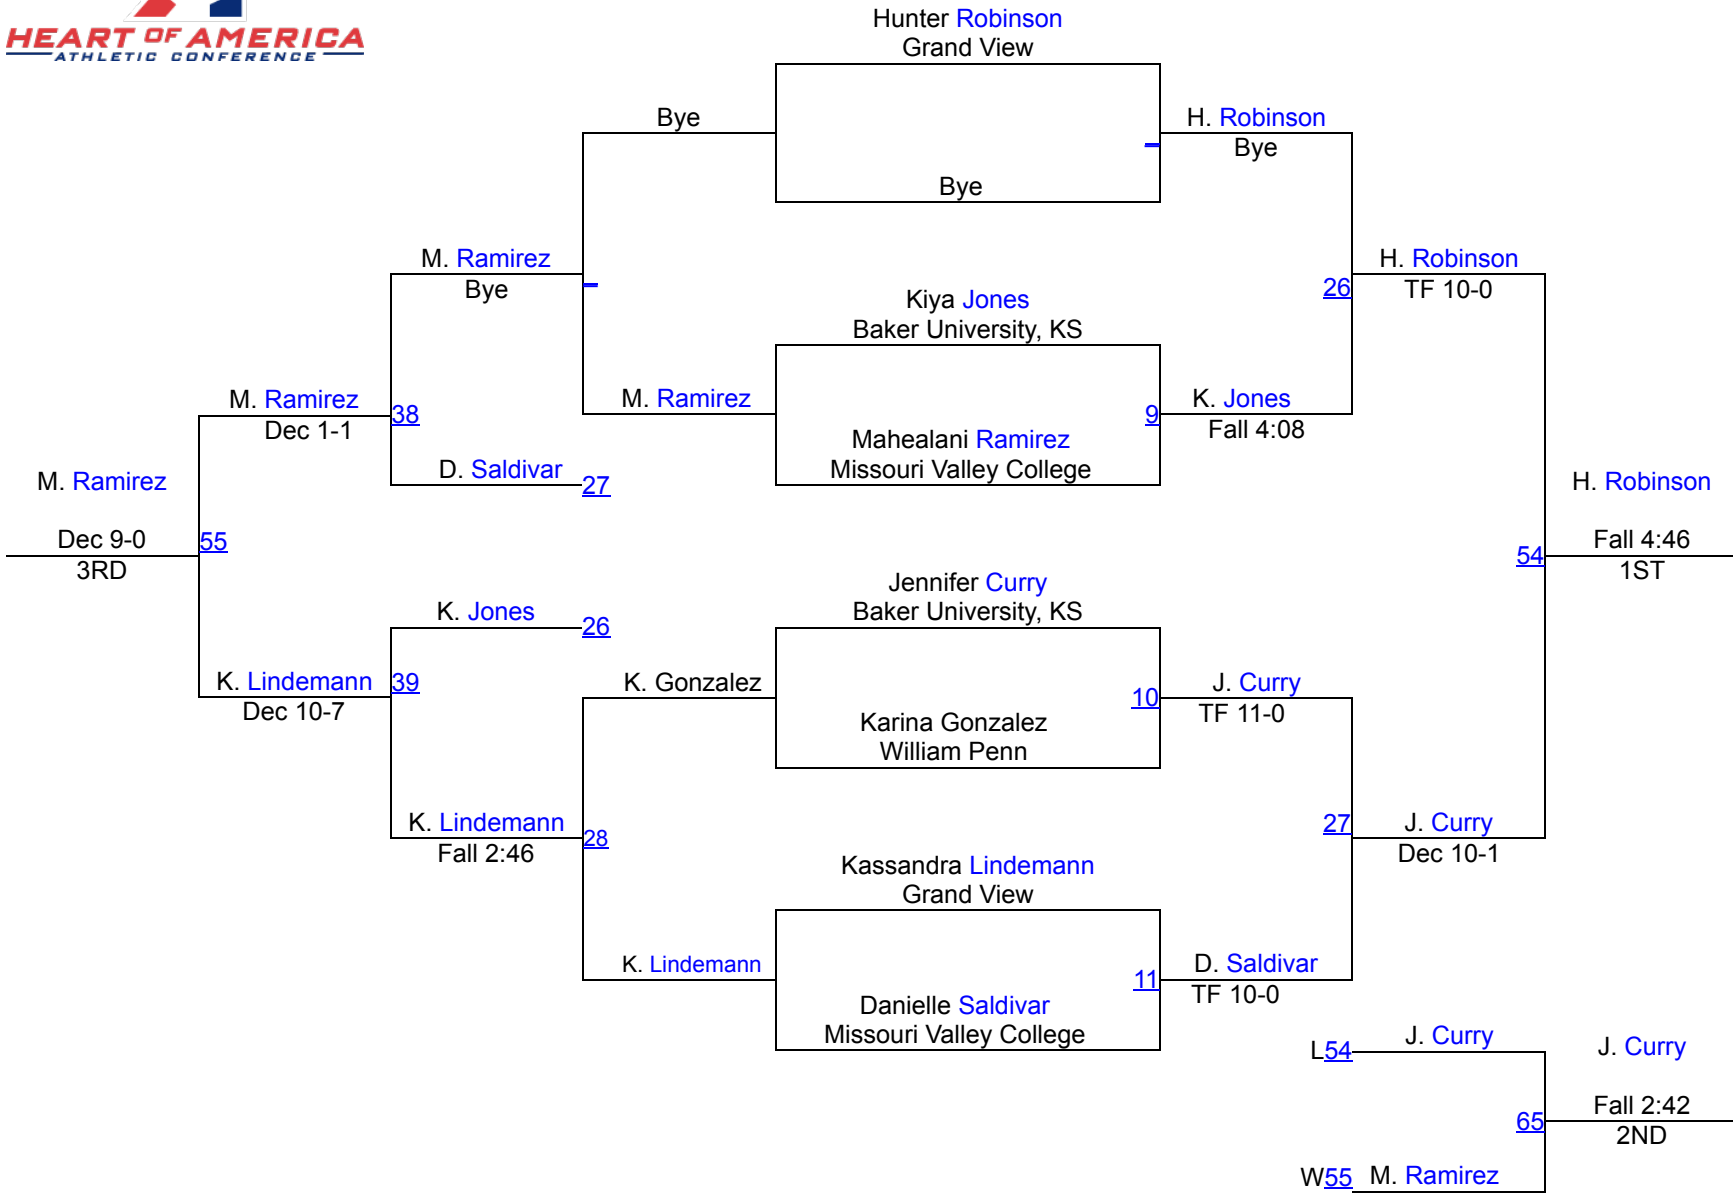 HEART OF AMERICA
ATHLETIC CONFERENCE
Hunter Robinson
Grand View
Bye
H. Robinson
Bye
Bye
M. Ramirez
Bye
H. Robinson
TF 10-0
26
Kiya Jones
Baker University, KS
M. Ramirez
Dec 1-1
38
M. Ramirez
K. Jones
Fall 4:08
9
Mahealani Ramirez
Missouri Valley College
D. Saldivar
27
M. Ramirez
Dec 9-0
3RD
55
H. Robinson
Fall 4:46
1ST
54
Jennifer Curry
Baker University, KS
K. Jones
26
K. Lindemann
Dec 10-7
39
K. Gonzalez
10
J. Curry
TF 11-0
Karina Gonzalez
William Penn
K. Lindemann
Fall 2:46
28
27
J. Curry
Dec 10-1
Kassandra Lindemann
Grand View
K. Lindemann
11
D. Saldivar
TF 10-0
Danielle Saldivar
Missouri Valley College
L54
J. Curry
J. Curry
Fall 2:42
2ND
65
W55
M. Ramirez